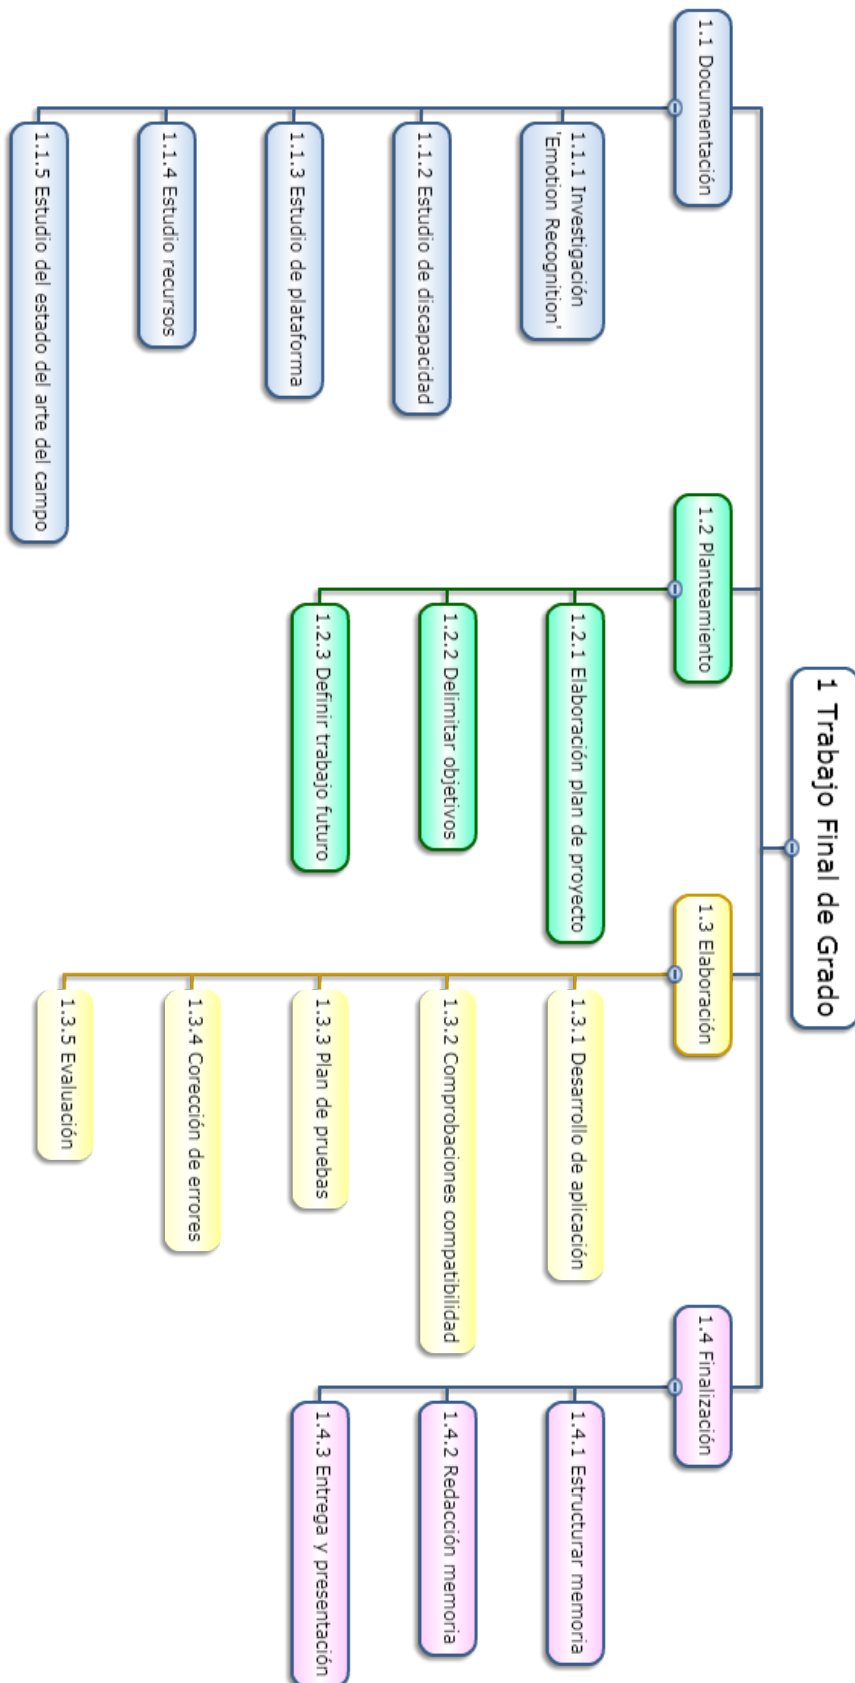 1 Trabajo Final de Grado
1.1 Documentación
1.1.1 Investigación
'Emotion Recognition'
1.1.2 Estudio de discapacidad
1.1.3 Estudio de plataforma
1.1.4 Estudio recursos
1.1.5 Estudio del estado del arte del campo
1.2 Planteamiento
1.2.1 Elaboración plan de proyecto
1.2.2 Delimitar objetivos
1.2.3 Definir trabajo futuro
1.3 Elaboración
1.3.1 Desarrollo de aplicación
1.3.2 Comprobaciones compatibilidad
1.3.3 Plan de pruebas
1.3.4 Corección de errores
1.3.5 Evaluación
1.4 Finalización
1.4.1 Estructurar memoria
1.4.2 Redacción memoria
1.4.3 Entrega y presentación